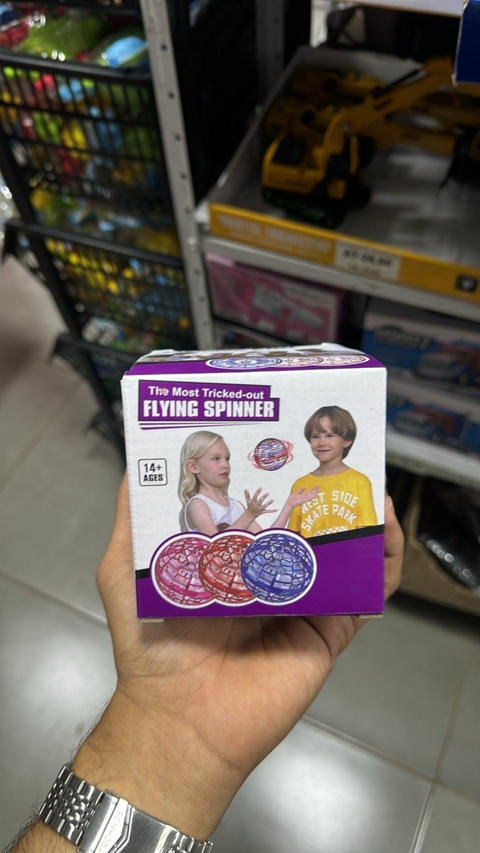 The Most Tricked-out
FLYING SPINNER
14+
AGES
WEST SIDE
SKATE PARK